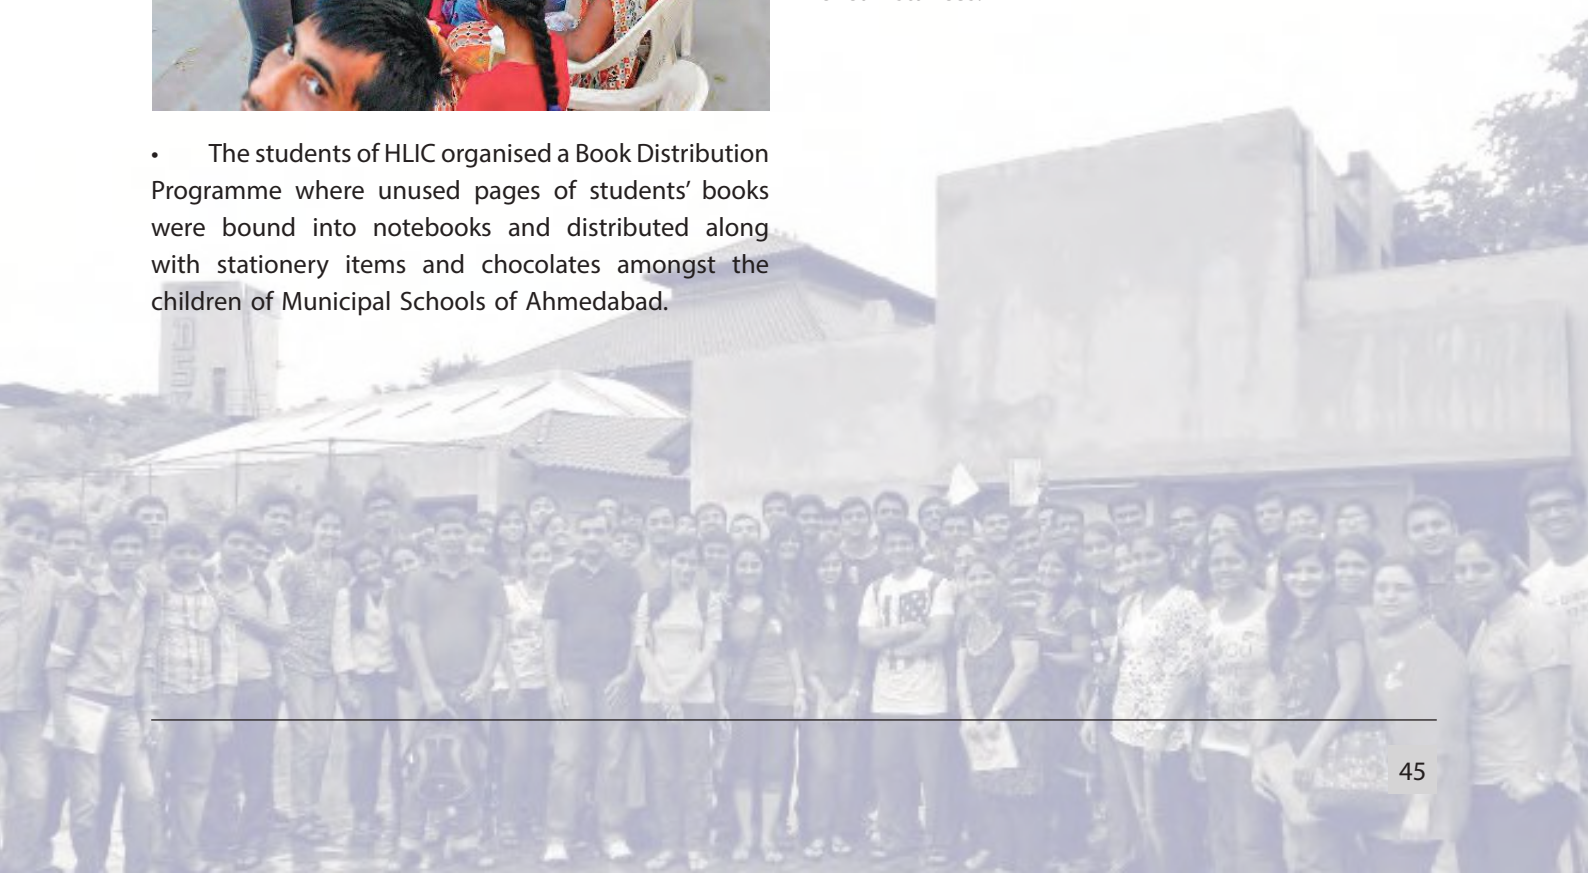 • The students of HLIC organised a Book Distribution
Programme where unused pages of students’ books
were bound into notebooks and distributed along
with stationery items and chocolates amongst the
children of Municipal Schools of Ahmedabad.
45